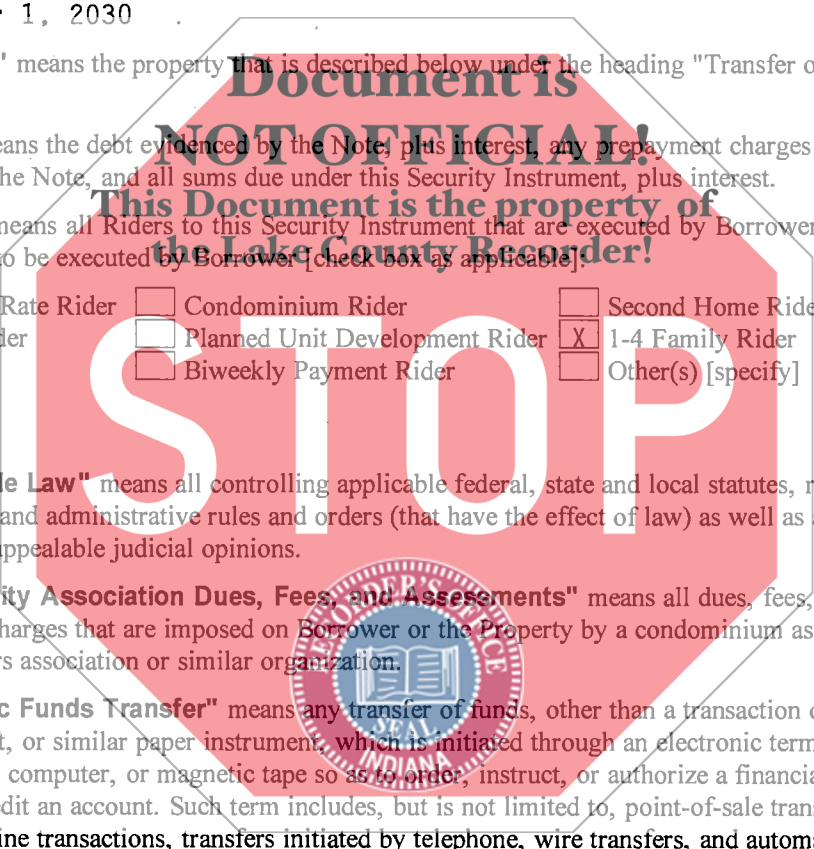 1, 2030
" means the property that is described below under the heading "Transfer o
Document is
eans the debt evidenced by the Note, plus interest, any prepayment charges
NOT OFFICIAL!
he Note, and all sums due under this Security Instrument, plus interest.
This Document is the property of
means all Riders to this Security Instrument that are executed by Borrower
the Lake County Recorder!
o be executed by Borrower [check box as applicable]:
Rate Rider Condominium Rider Second Home Ride
der Planned Unit Development Rider X 1-4 Family Rider
Biweekly Payment Rider Other(s) [specify]
STOP
le Law" means all controlling applicable federal, state and local statutes, r
and administrative rules and orders (that have the effect of law) as well as
appealable judicial opinions.
ity Association Dues, Fees, and Assessments" means all dues, fees,
harges that are imposed on Borrower or the Property by a condominium as
rs association or similar organization.
RECORDER'S OFFICE
SEAL
INDIANA
c Funds Transfer" means any transfer of funds, other than a transaction
t, or similar paper instrument, which is initiated through an electronic term
computer, or magnetic tape so as to order, instruct, or authorize a financia
edit an account. Such term includes, but is not limited to, point-of-sale tran
ine transactions, transfers initiated by telephone, wire transfers, and automa